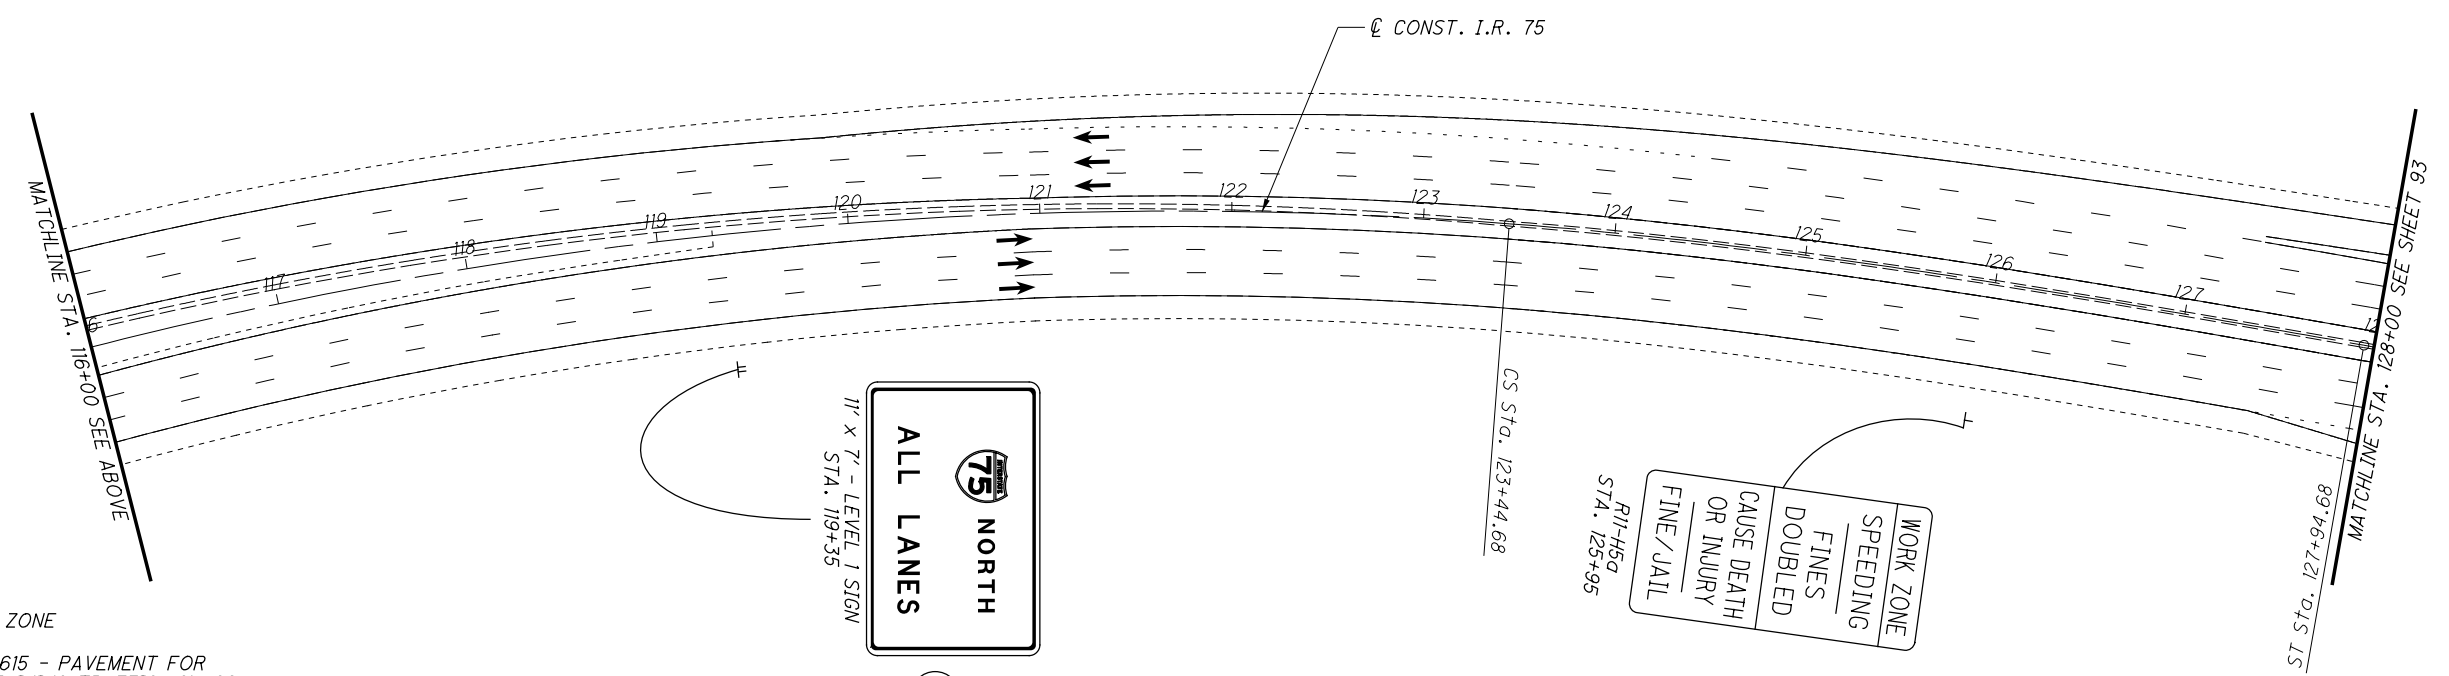 ℄ CONST. I.R. 75
MATCHLINE STA. 116+00 SEE ABOVE
6
117
118
119
120
121
122
123
124
125
126
127
12
MATCHLINE STA. 128+00 SEE SHEET 93
CS Sta. 123+44.68
ST Sta. 127+94.68
INTERSTATE
75 NORTH
ALL LANES
11' x 7' - LEVEL 1 SIGN
STA. 119+35
WORK ZONE
SPEEDING
FINES
DOUBLED
CAUSE DEATH
OR INJURY
FINE/JAIL
R11-H5a
STA. 125+95
ZONE
615 - PAVEMENT FOR